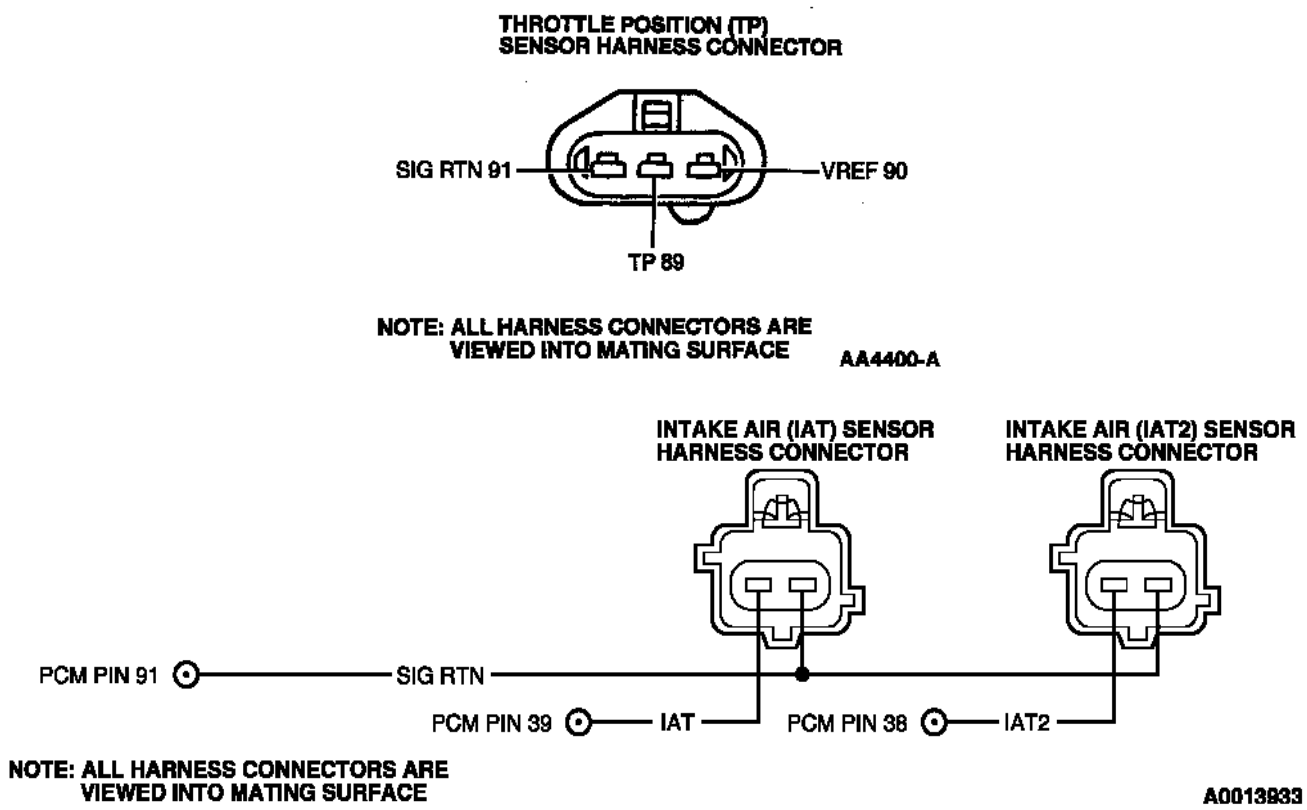 THROTTLE POSITION (TP)
SENSOR HARNESS CONNECTOR
SIG RTN 91
VREF 90
TP 89
NOTE: ALL HARNESS CONNECTORS ARE
VIEWED INTO MATING SURFACE
AA4400-A
INTAKE AIR (IAT) SENSOR
HARNESS CONNECTOR
INTAKE AIR (IAT2) SENSOR
HARNESS CONNECTOR
PCM PIN 91
SIG RTN
PCM PIN 39
IAT
PCM PIN 38
IAT2
NOTE: ALL HARNESS CONNECTORS ARE
VIEWED INTO MATING SURFACE
A0013933